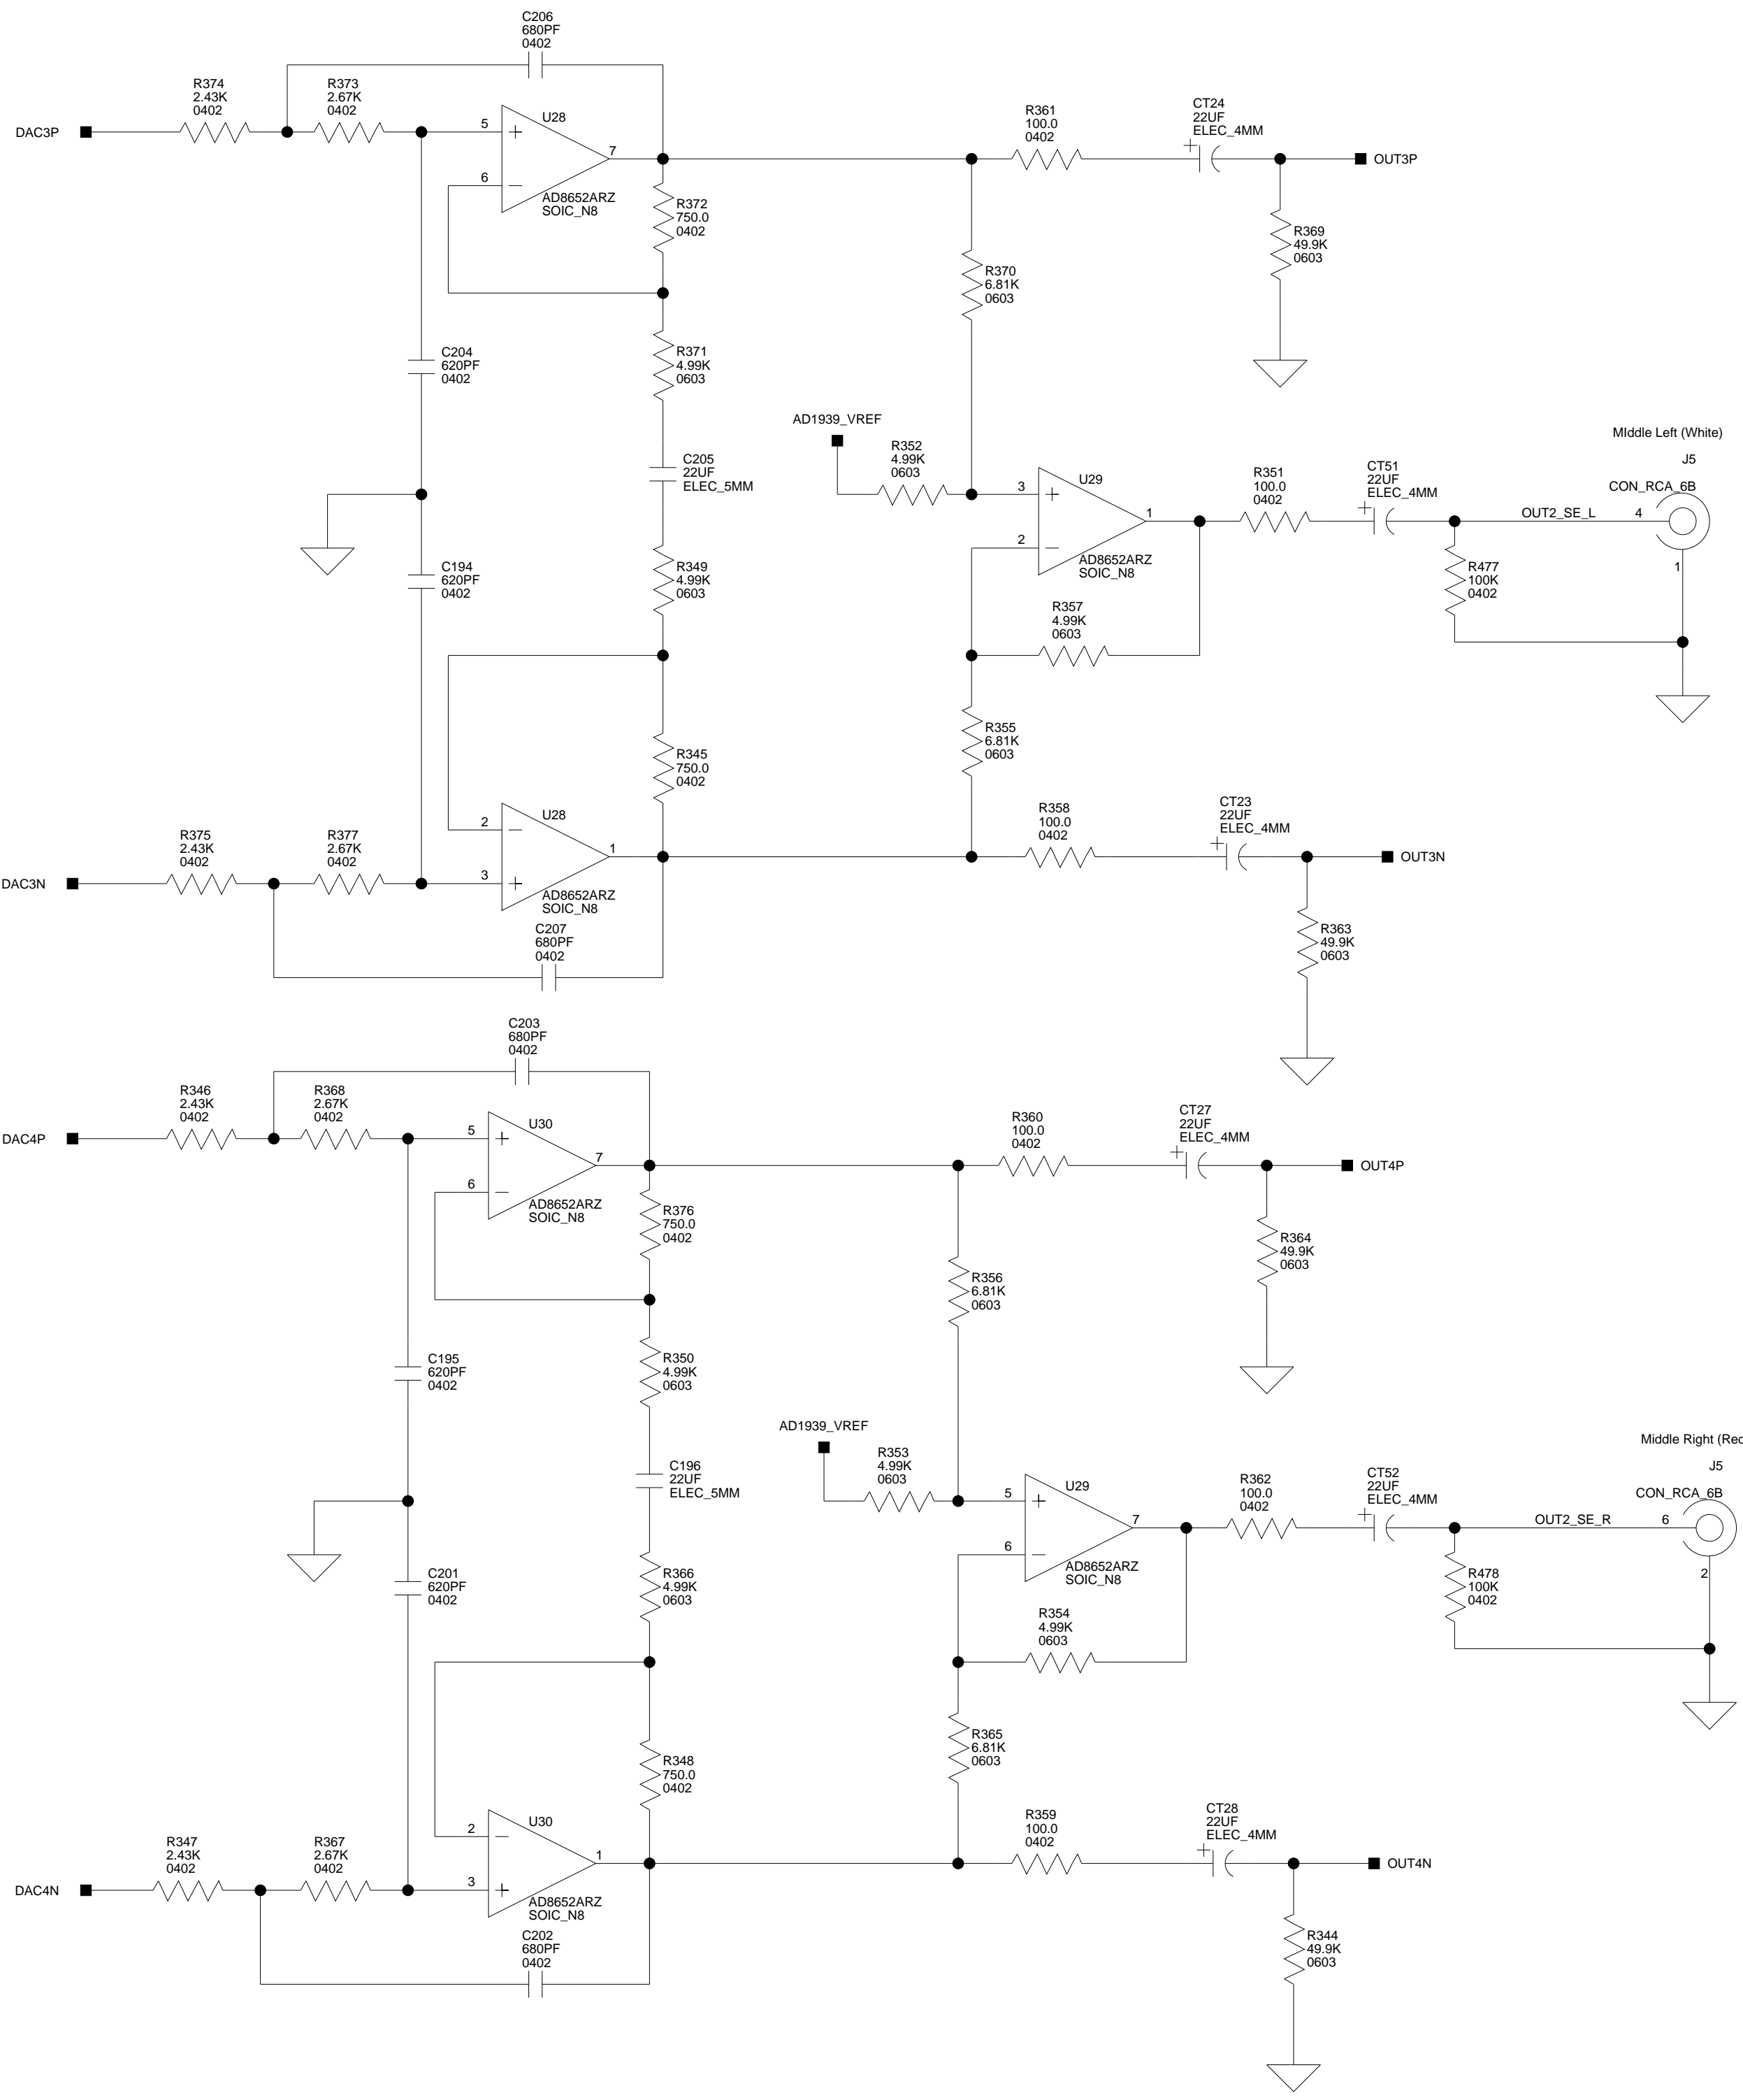 C206
680PF
0402
R374
2.43K
0402
R373
2.67K
0402
DAC3P
5
U28
7
6
AD8652ARZ
SOIC_N8
R372
750.0
0402
R361
100.0
0402
CT24
22UF
ELEC_4MM
+
OUT3P
R369
49.9K
0603
R370
6.81K
0603
C204
620PF
0402
R371
4.99K
0603
C205
22UF
ELEC_5MM
AD1939_VREF
R352
4.99K
0603
3
U29
1
2
AD8652ARZ
SOIC_N8
R351
100.0
0402
CT51
22UF
ELEC_4MM
+
MIddle Left (White)
J5
CON_RCA_6B
OUT2_SE_L
4
1
R477
100K
0402
C194
620PF
0402
R349
4.99K
0603
R357
4.99K
0603
R355
6.81K
0603
R345
750.0
0402
U28
2
1
3
AD8652ARZ
SOIC_N8
R375
2.43K
0402
R377
2.67K
0402
DAC3N
C207
680PF
0402
R358
100.0
0402
CT23
22UF
ELEC_4MM
+
OUT3N
R363
49.9K
0603
C203
680PF
0402
R346
2.43K
0402
R368
2.67K
0402
DAC4P
5
U30
7
6
AD8652ARZ
SOIC_N8
R376
750.0
0402
R360
100.0
0402
CT27
22UF
ELEC_4MM
+
OUT4P
R364
49.9K
0603
R356
6.81K
0603
C195
620PF
0402
R350
4.99K
0603
C196
22UF
ELEC_5MM
AD1939_VREF
R353
4.99K
0603
5
U29
7
6
AD8652ARZ
SOIC_N8
R362
100.0
0402
CT52
22UF
ELEC_4MM
+
Middle Right (Rec
J5
CON_RCA_6B
OUT2_SE_R
6
2
R478
100K
0402
C201
620PF
0402
R366
4.99K
0603
R354
4.99K
0603
R365
6.81K
0603
R348
750.0
0402
U30
2
1
3
AD8652ARZ
SOIC_N8
R347
2.43K
0402
R367
2.67K
0402
DAC4N
C202
680PF
0402
R359
100.0
0402
CT28
22UF
ELEC_4MM
+
OUT4N
R344
49.9K
0603